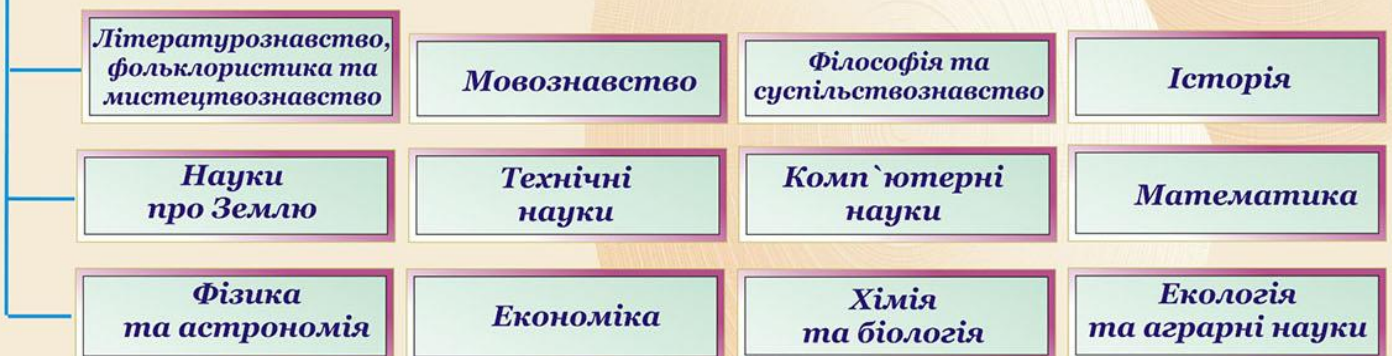 Літературознавство,
фольклористика та
мистецтвознавство
Мовознавство
Філософія та
суспільствознавство
Історія
Науки
про Землю
Технічні
науки
Комп`ютерні
науки
Математика
Фізика
та астрономія
Економіка
Хімія
та біологія
Екологія
та аграрні науки